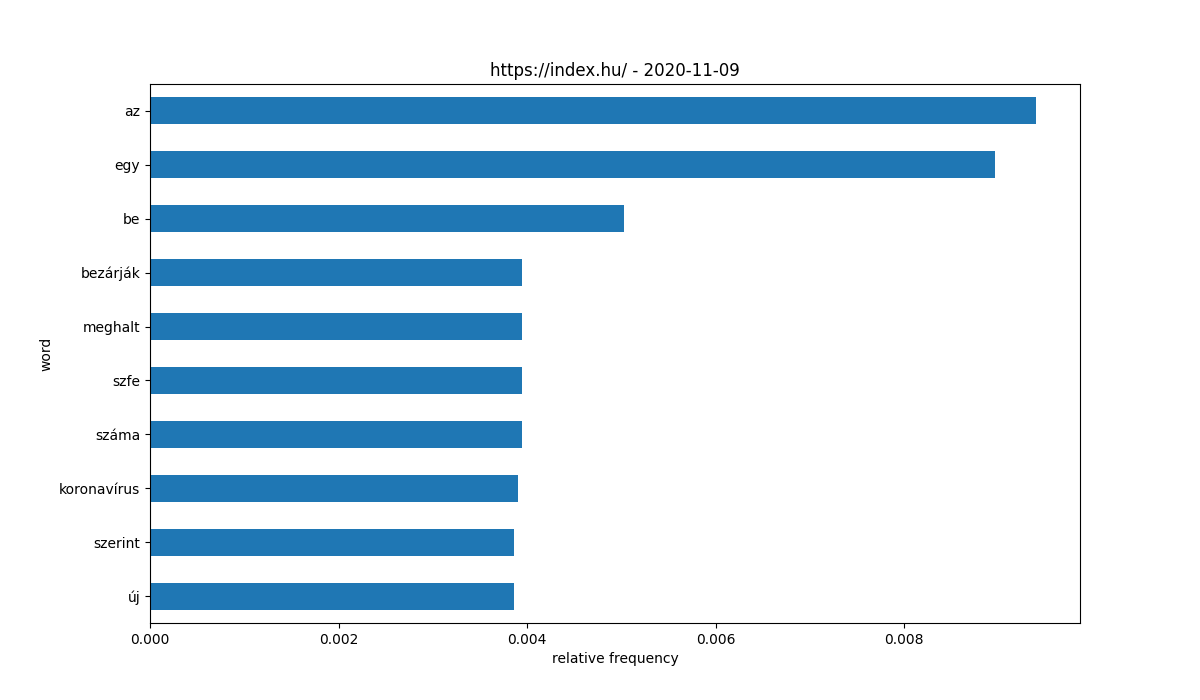 https://index.hu/ - 2020-11-09
az
egy
be
bezárják
meghalt
szfe
száma
koronavírus
szerint
új
word
0.000 0.002 0.004 0.006 0.008
relative frequency